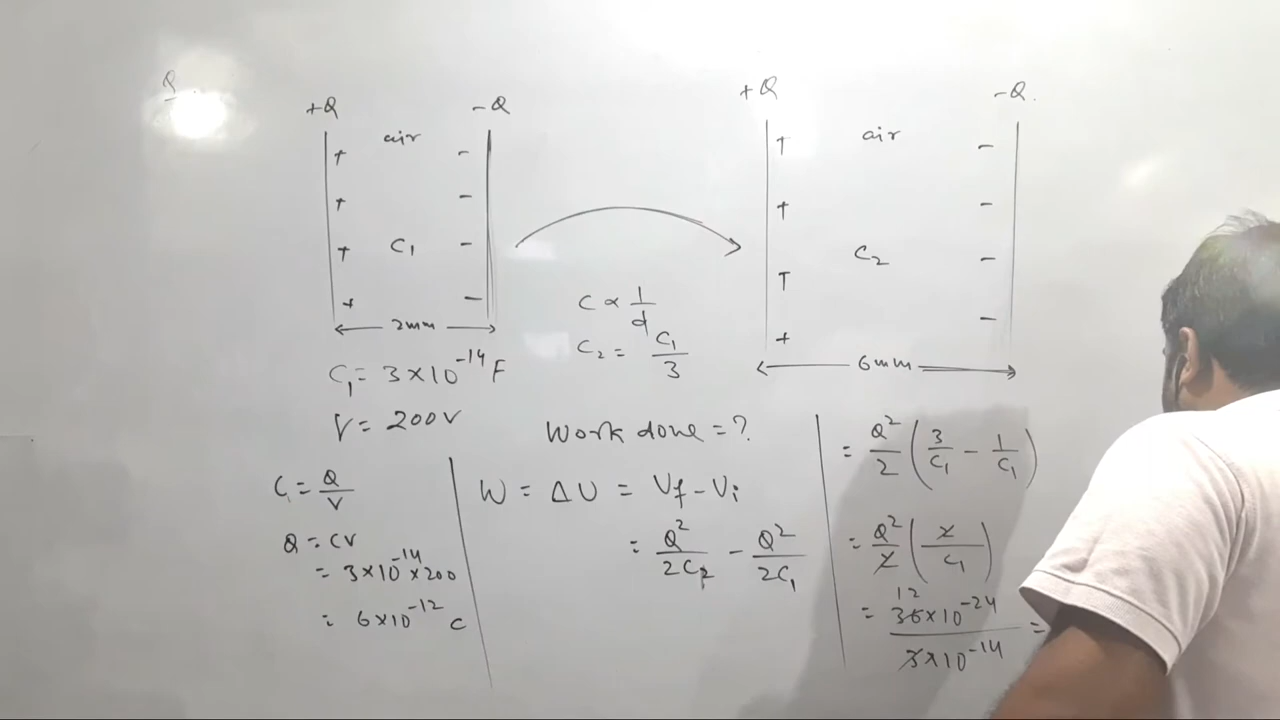 Q
+Q
-Q
air
+ -
+ -
+ C₁ -
+ -
2mm
C₁ = 3×10⁻¹⁴ F
V = 200V
C ∝ 1/d
C₂ = C₁/3
+Q
-Q.
air
+ -
+ -
C₂
+ -
+ -
6mm
Work done = ?
C₁ = Q/V
Q = CV
= 3×10⁻¹⁴×200
= 6×10⁻¹² C
W = ΔU = Uf - Ui
= Q²/2C₂ - Q²/2C₁
= Q²/2 (3/C₁ - 1/C₁)
= Q²/2 (2/C₁)
12
= 36×10⁻²⁴ / 3×10⁻¹⁴ =